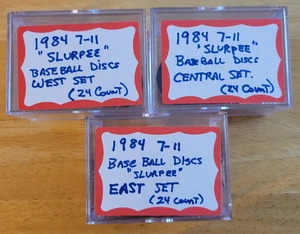 1984 7-11
"SLURPEE"
BASEBALL DISCS
WEST SET
(24 COUNT)
1984 7-11
"SLURPEE"
BASEBALL DISCS
CENTRAL SET.
(24 COUNT)
1984 7-11
BASE BALL DISCS
"SLURPEE"
EAST SET
(24 COUNT)